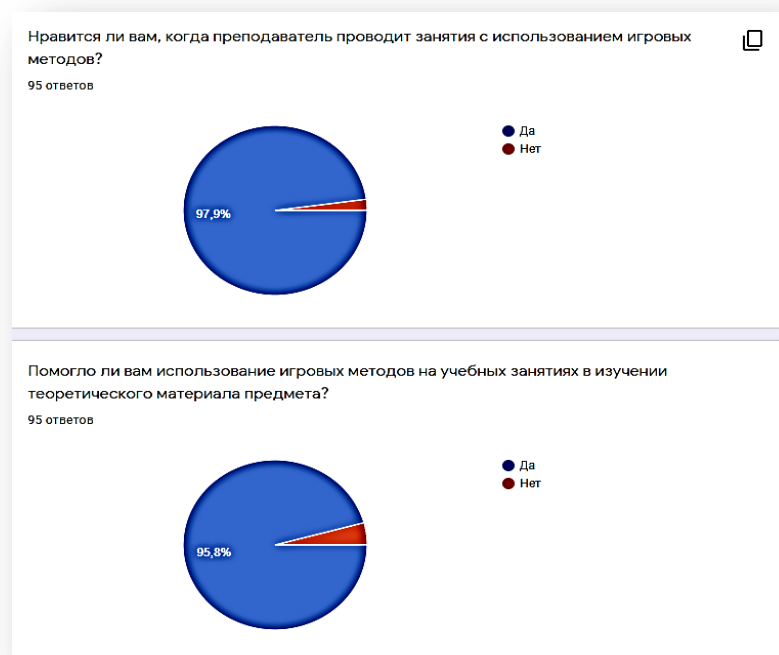 Нравится ли вам, когда преподаватель проводит занятия с использованием игровых
методов?
95 ответов
Да
Нет
97,9%
Помогло ли вам использование игровых методов на учебных занятиях в изучении
теоретического материала предмета?
95 ответов
Да
Нет
95,8%